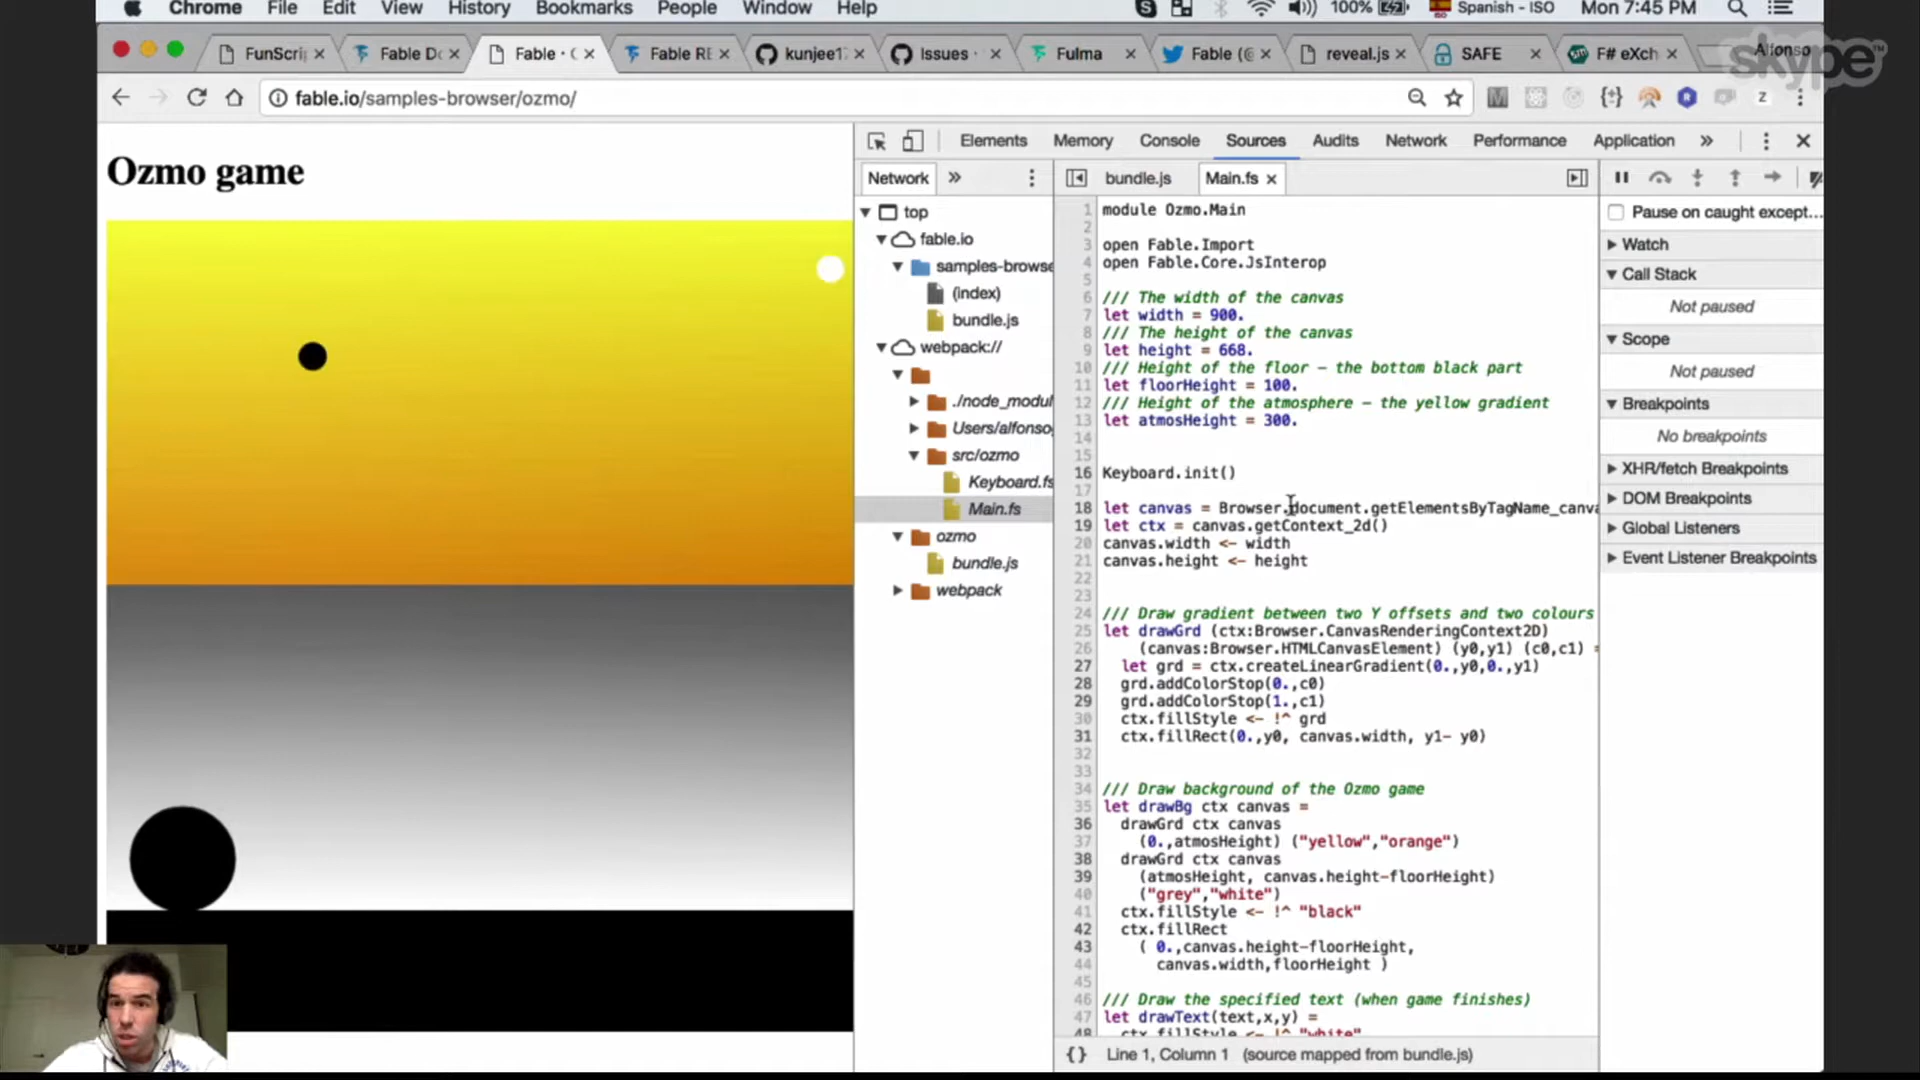 Chrome File Edit View History Bookmarks People Window Help 100% Spanish - ISO Mon 7:45 PM
FunScrip Fable Do Fable · Fable RE kunjee1 Issues · Fulma Fable (@ reveal.js SAFE F# eXch Alfonso
skype™
fable.io/samples-browser/ozmo/
Ozmo game
Elements Memory Console Sources Audits Network Performance Application
Network
bundle.js Main.fs
top
fable.io
samples-browse
(index)
bundle.js
webpack://
./node_modul
Users/alfonso
src/ozmo
Keyboard.fs
Main.fs
ozmo
bundle.js
webpack
1 module Ozmo.Main
2
3 open Fable.Import
4 open Fable.Core.JsInterop
5
6 /// The width of the canvas
7 let width = 900.
8 /// The height of the canvas
9 let height = 668.
10 /// Height of the floor – the bottom black part
11 let floorHeight = 100.
12 /// Height of the atmosphere – the yellow gradient
13 let atmosHeight = 300.
14
15
16 Keyboard.init()
17
18 let canvas = Browser.document.getElementsByTagName_canva
19 let ctx = canvas.getContext_2d()
20 canvas.width <- width
21 canvas.height <- height
22
23
24 /// Draw gradient between two Y offsets and two colours
25 let drawGrd (ctx:Browser.CanvasRenderingContext2D)
26 (canvas:Browser.HTMLCanvasElement) (y0,y1) (c0,c1) =
27 let grd = ctx.createLinearGradient(0.,y0,0.,y1)
28 grd.addColorStop(0.,c0)
29 grd.addColorStop(1.,c1)
30 ctx.fillStyle <- !^ grd
31 ctx.fillRect(0.,y0, canvas.width, y1- y0)
32
33
34 /// Draw background of the Ozmo game
35 let drawBg ctx canvas =
36 drawGrd ctx canvas
37 (0.,atmosHeight) ("yellow","orange")
38 drawGrd ctx canvas
39 (atmosHeight, canvas.height-floorHeight)
40 ("grey","white")
41 ctx.fillStyle <- !^ "black"
42 ctx.fillRect
43 ( 0.,canvas.height-floorHeight,
44 canvas.width,floorHeight )
45
46 /// Draw the specified text (when game finishes)
47 let drawText(text,x,y) =
48 ctx.fillStyle <- !^ "white"
{} Line 1, Column 1 (source mapped from bundle.js)
Pause on caught except...
Watch
Call Stack
Not paused
Scope
Not paused
Breakpoints
No breakpoints
XHR/fetch Breakpoints
DOM Breakpoints
Global Listeners
Event Listener Breakpoints